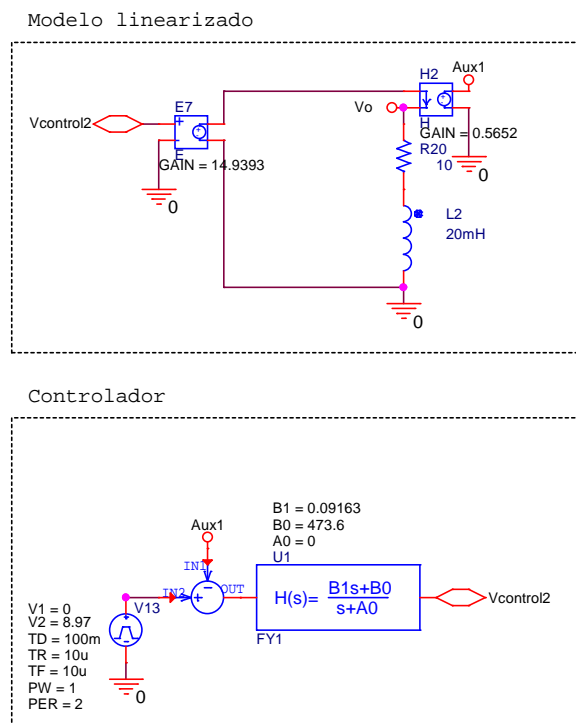 Modelo linearizado
H2
Aux1
E7
Vo
Vcontrol2
H
GAIN = 0.5652
E
GAIN = 14.9393
R20
10
0
0
L2
20mH
0
Controlador
B1 = 0.09163
B0 = 473.6
A0 = 0
Aux1
U1
IN1
IN2
OUT
H(s)= B1s+B0
s+A0
Vcontrol2
V13
FY1
V1 = 0
V2 = 8.97
TD = 100m
TR = 10u
TF = 10u
PW = 1
PER = 2
0